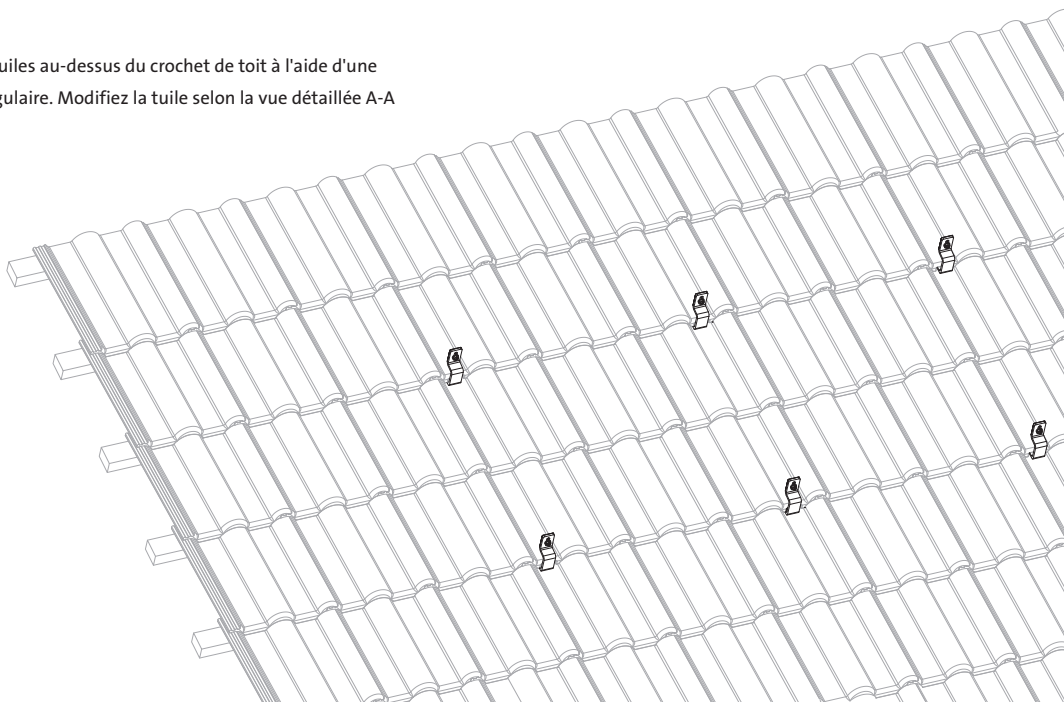 uiles au-dessus du crochet de toit à l'aide d'une
gulaire. Modifiez la tuile selon la vue détaillée A-A